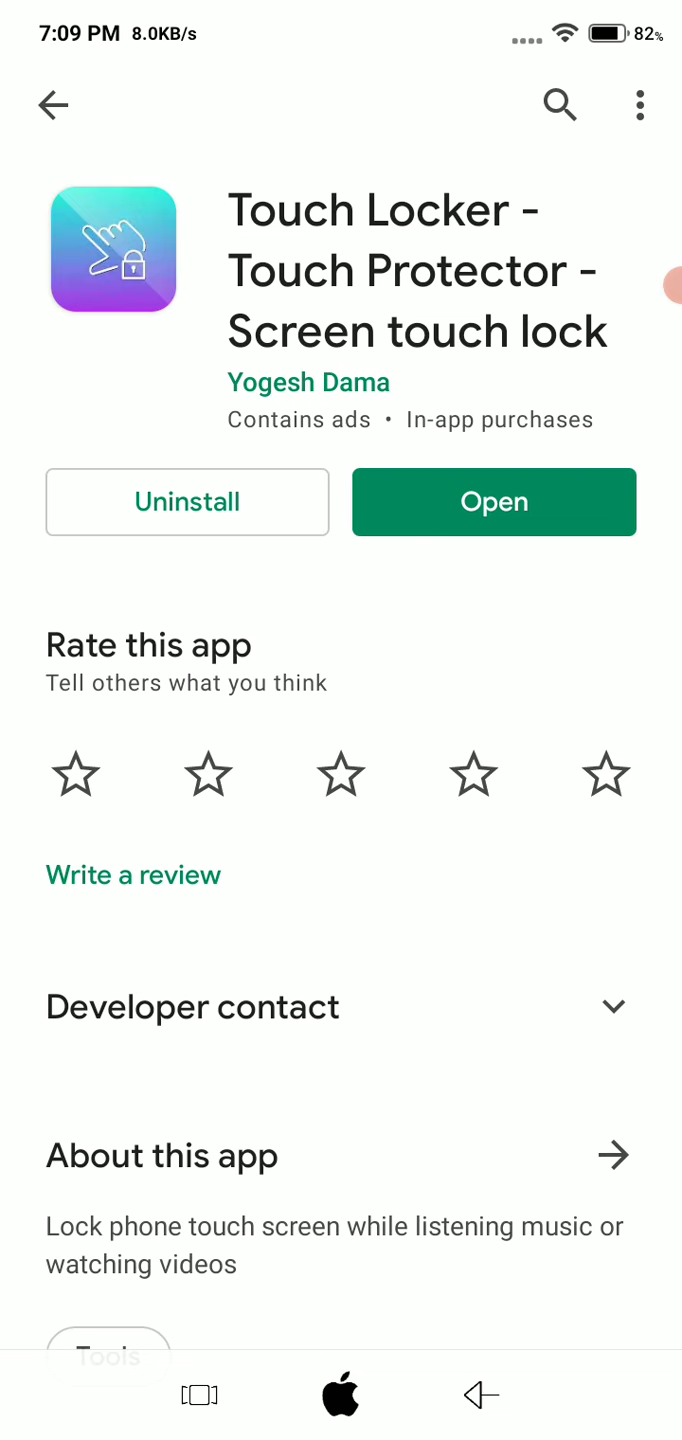 7:09 PM 8.0KB/s 82%
Touch Locker -
Touch Protector -
Screen touch lock
Yogesh Dama
Contains ads • In-app purchases
Uninstall
Open
Rate this app
Tell others what you think
Write a review
Developer contact
About this app
Lock phone touch screen while listening music or
watching videos
Tools